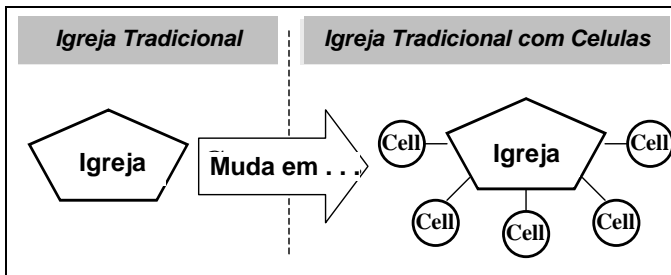 Igreja Tradicional
Igreja Tradicional com Celulas
Igreja
Muda em . . .
Cell
Igreja
Cell
Cell
Cell
Cell